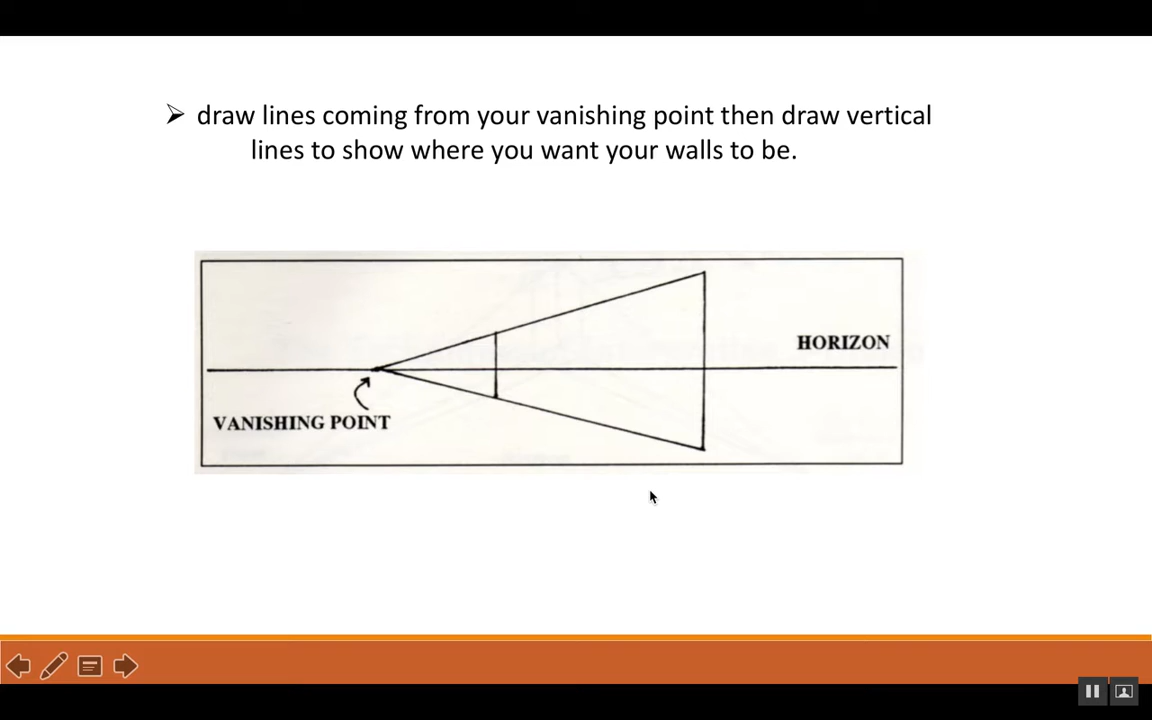 draw lines coming from your vanishing point then draw vertical
lines to show where you want your walls to be.
HORIZON
VANISHING POINT